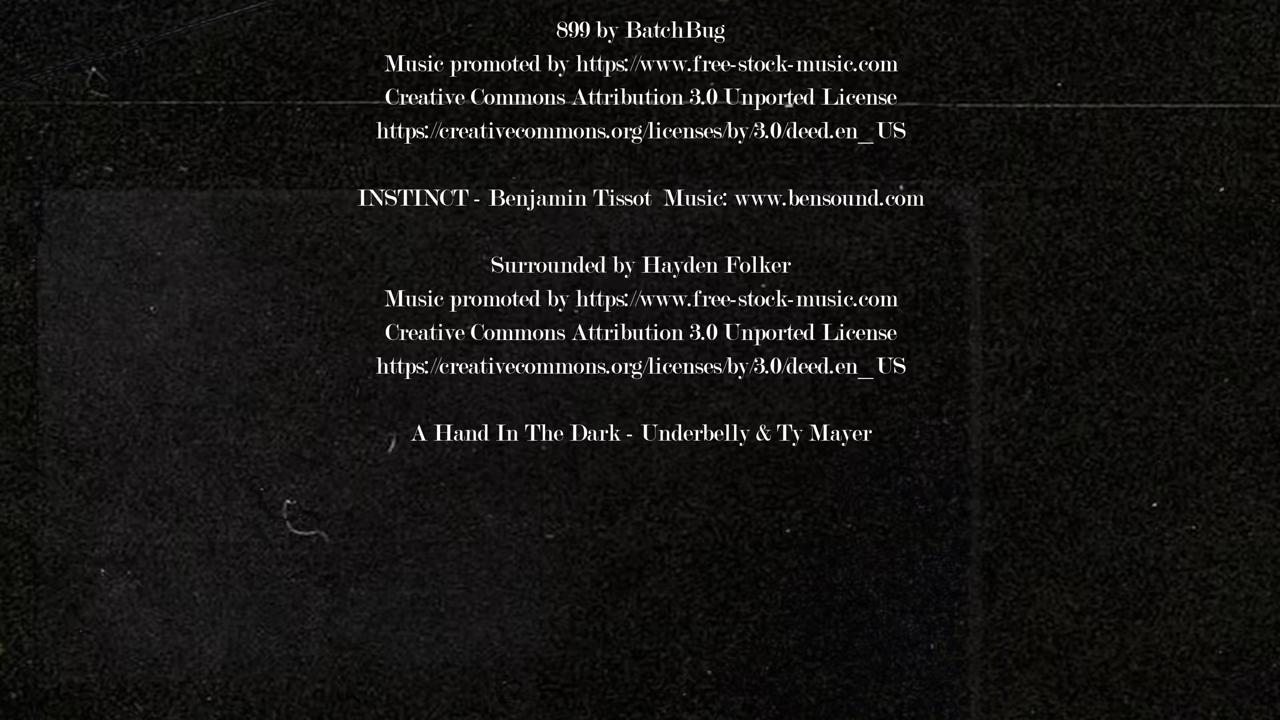 899 by BatchBug
Music promoted by https://www.free-stock-music.com
Creative Commons Attribution 3.0 Unported License
https://creativecommons.org/licenses/by/3.0/deed.en_US
INSTINCT - Benjamin Tissot  Music: www.bensound.com
Surrounded by Hayden Folker
Music promoted by https://www.free-stock-music.com
Creative Commons Attribution 3.0 Unported License
https://creativecommons.org/licenses/by/3.0/deed.en_US
A Hand In The Dark - Underbelly & Ty Mayer